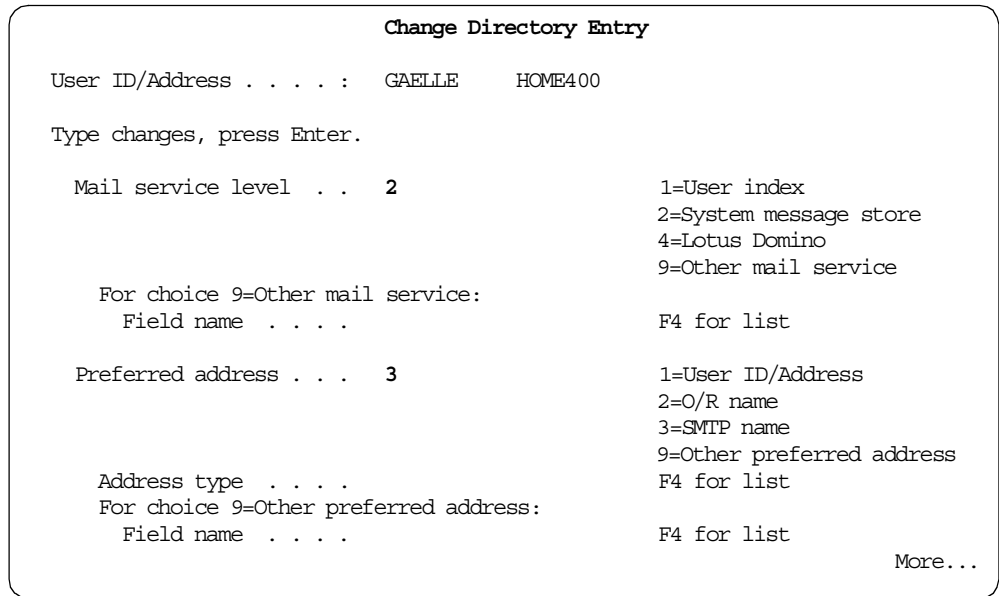 Change Directory Entry
User ID/Address . . . . :   GAELLE     HOME400
Type changes, press Enter.
Mail service level  . .   2   1=User index
2=System message store
4=Lotus Domino
9=Other mail service
For choice 9=Other mail service:
Field name  . . . .   F4 for list
Preferred address . . .   3   1=User ID/Address
2=O/R name
3=SMTP name
9=Other preferred address
Address type  . . . .   F4 for list
For choice 9=Other preferred address:
Field name  . . . .   F4 for list
More...